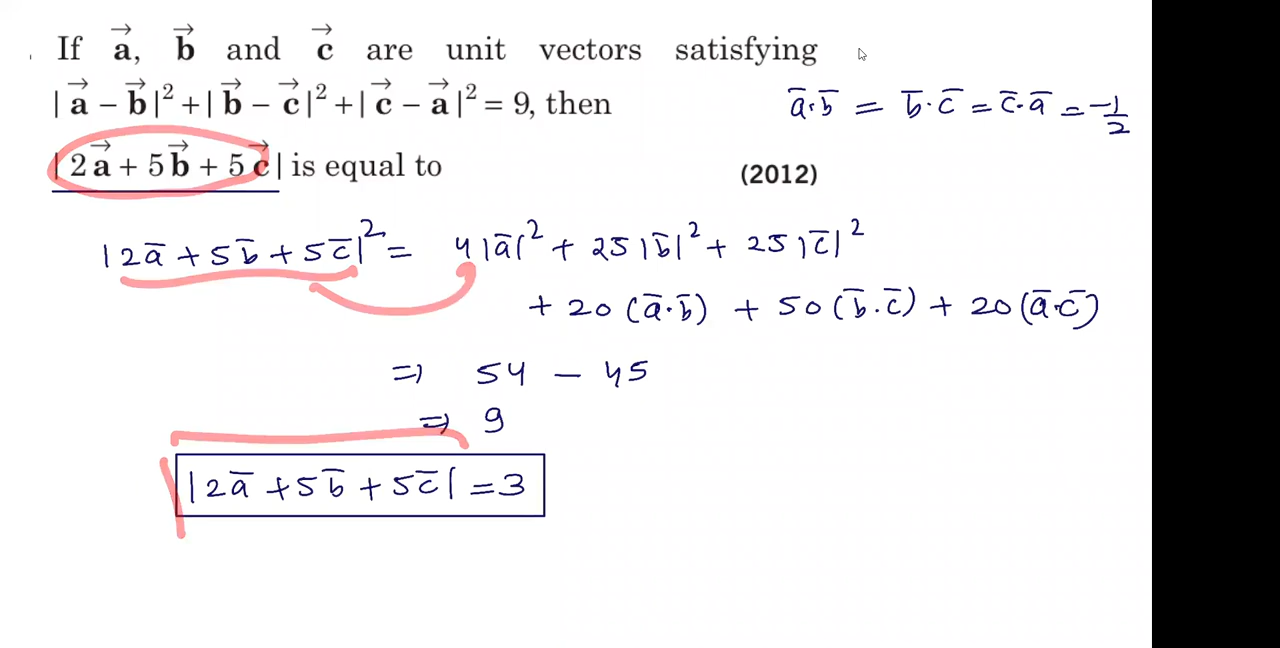 If a⃗, b⃗ and c⃗ are unit vectors satisfying
|a⃗ − b⃗|² + |b⃗ − c⃗|² + |c⃗ − a⃗|² = 9, then
|2a⃗ + 5b⃗ + 5c⃗| is equal to
(2012)
a̅·b̅ = b̅·c̅ = c̅·a̅ = −1/2
|2a̅ + 5b̅ + 5c̅|² = 4|a̅|² + 25|b̅|² + 25|c̅|²
+ 20(a̅·b̅) + 50(b̅·c̅) + 20(a̅·c̅)
⇒ 54 − 45
⇒ 9
|2a̅ + 5b̅ + 5c̅| = 3